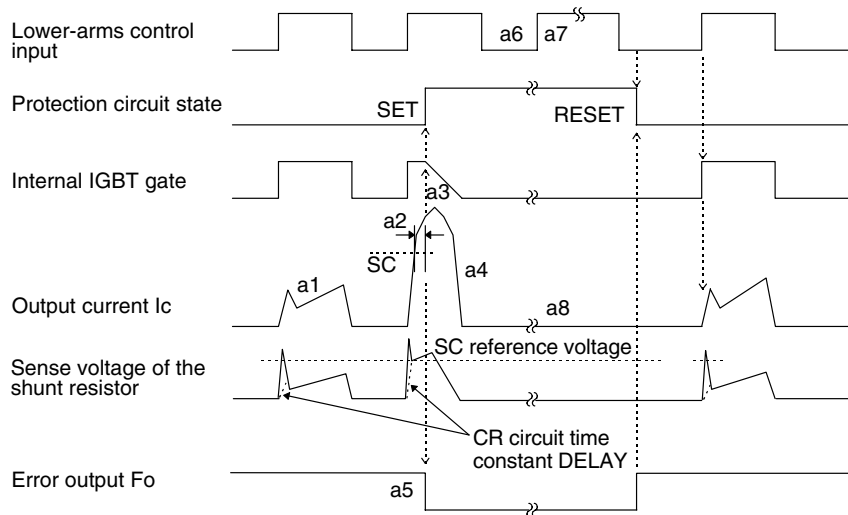 Lower-arms control
input
a6
a7
Protection circuit state
SET
RESET
Internal IGBT gate
a3
a2
SC
a4
Output current Ic
a1
a8
SC reference voltage
Sense voltage of the
shunt resistor
CR circuit time
constant DELAY
Error output Fo
a5